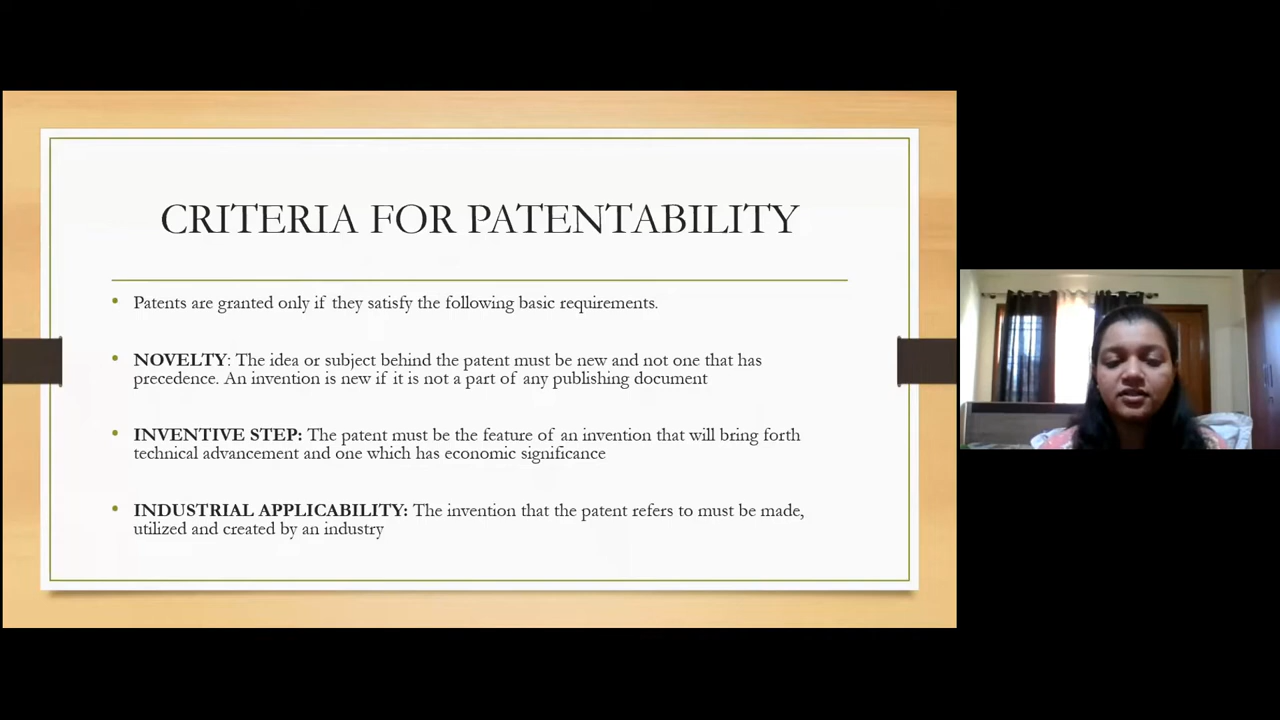 CRITERIA FOR PATENTABILITY
• Patents are granted only if they satisfy the following basic requirements.
• NOVELTY: The idea or subject behind the patent must be new and not one that has
precedence. An invention is new if it is not a part of any publishing document
• INVENTIVE STEP: The patent must be the feature of an invention that will bring forth
technical advancement and one which has economic significance
• INDUSTRIAL APPLICABILITY: The invention that the patent refers to must be made,
utilized and created by an industry